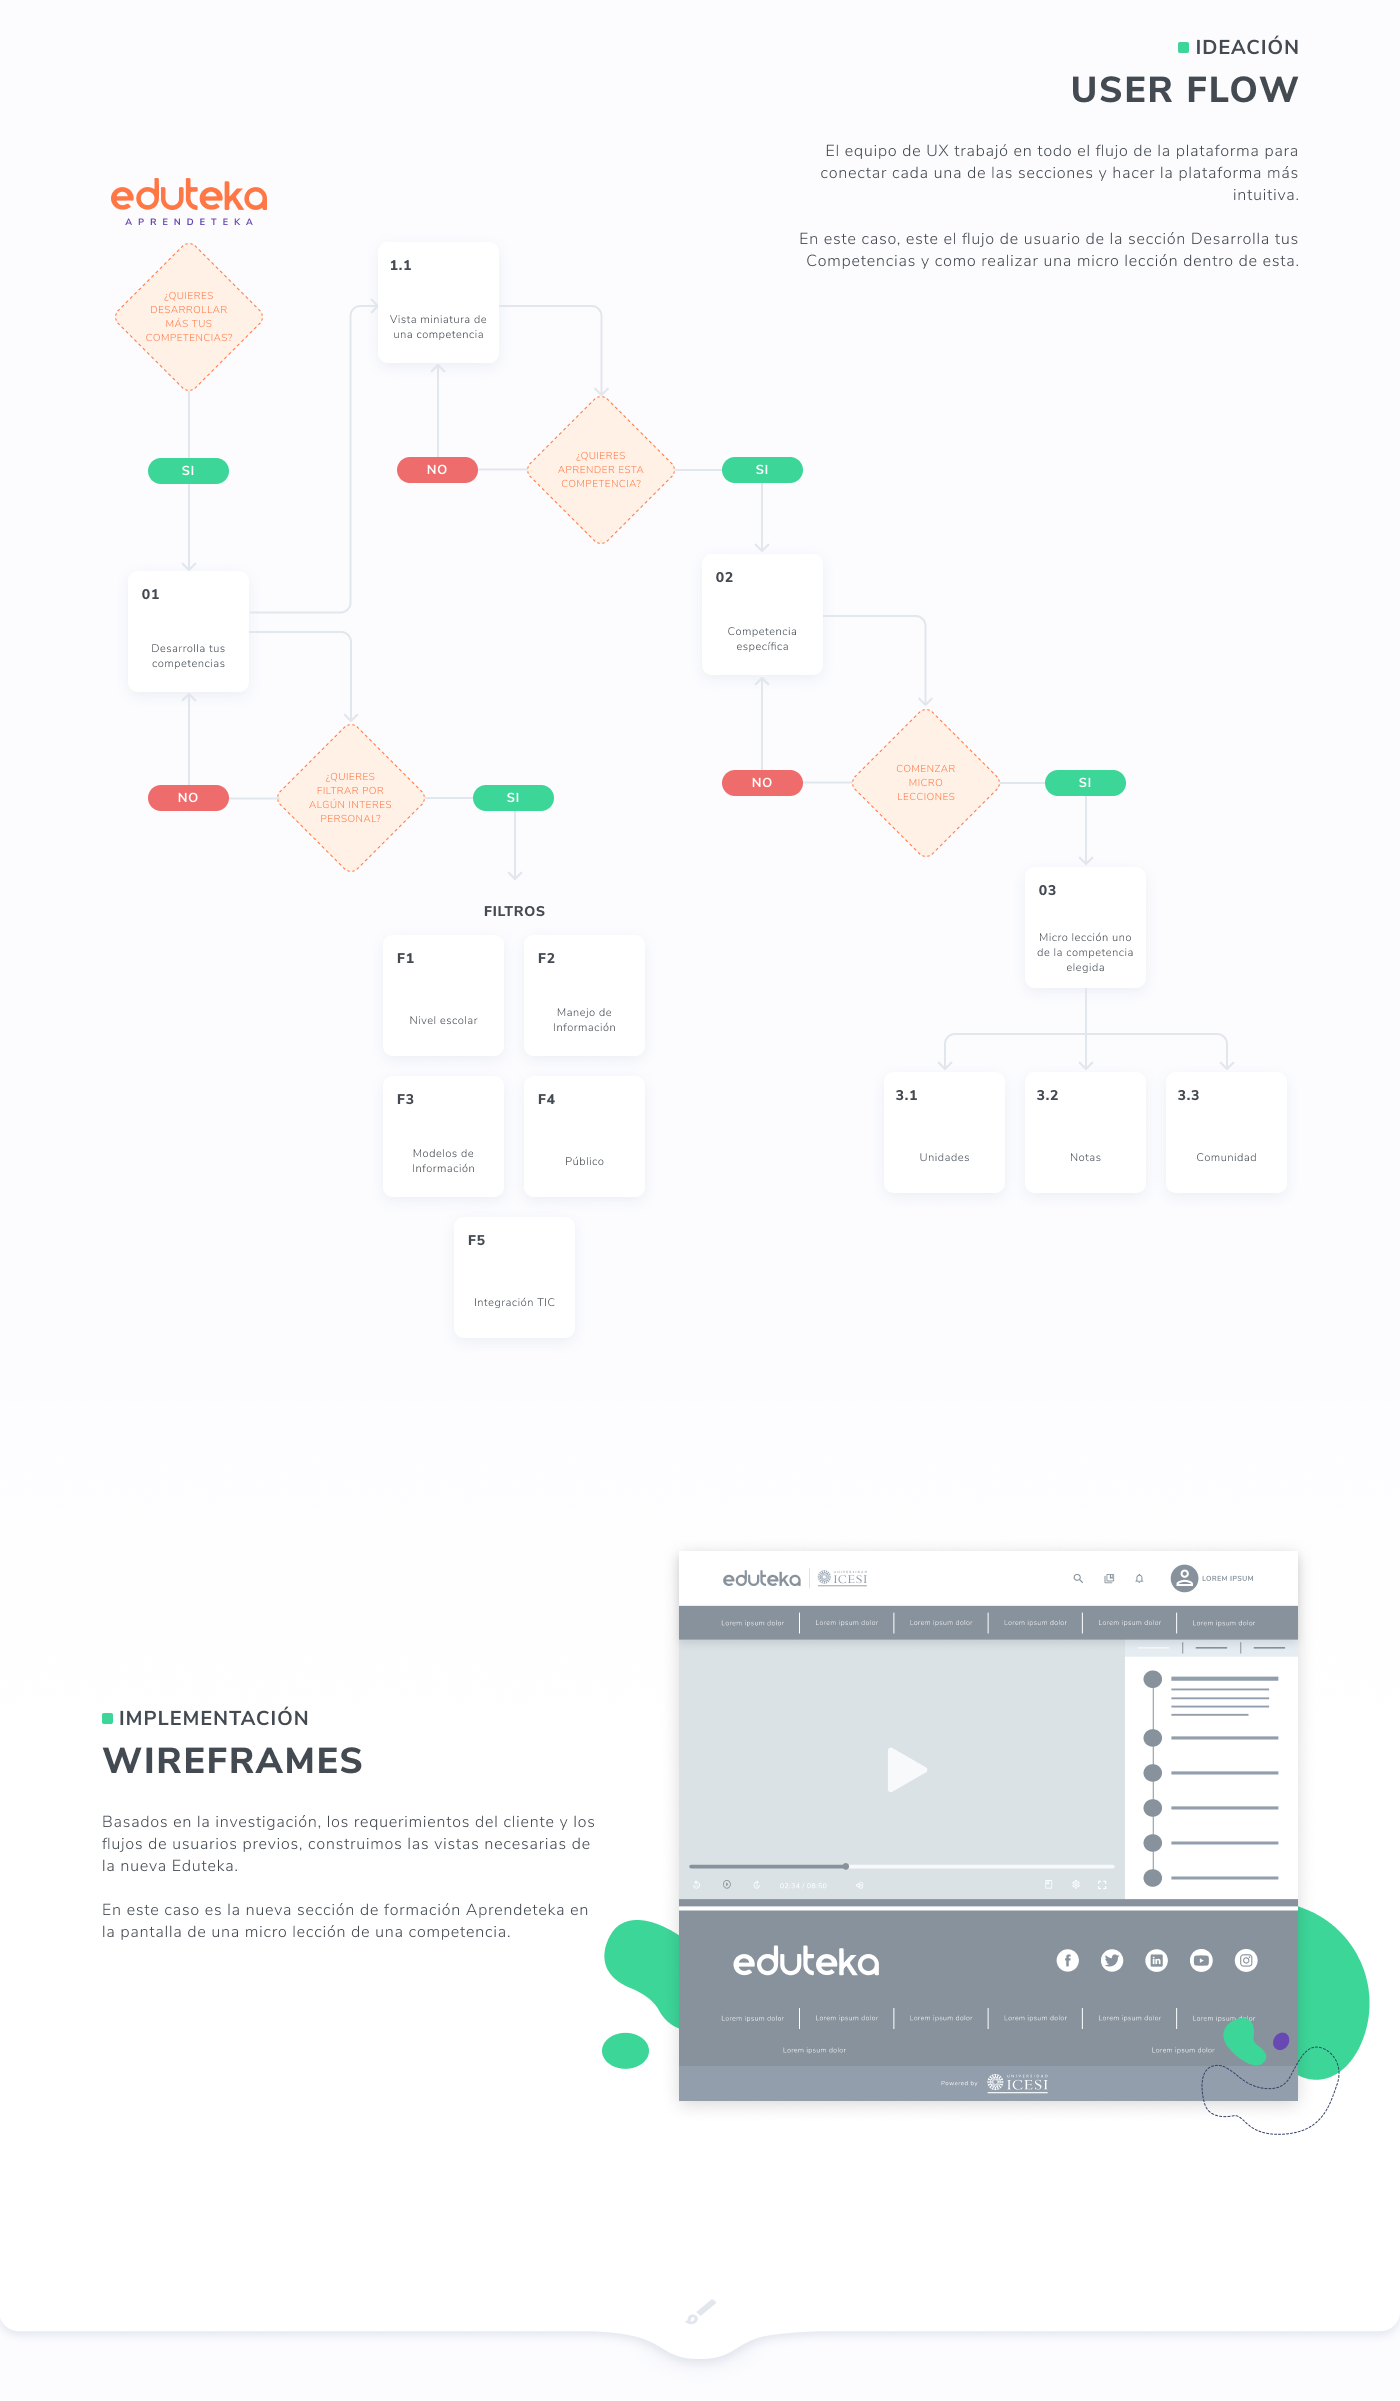 IDEACIÓN
USER FLOW
El equipo de UX trabajó en todo el flujo de la plataforma para
conectar cada una de las secciones y hacer la plataforma más
intuitiva.
En este caso, este el flujo de usuario de la sección Desarrolla tus
Competencias y como realizar una micro lección dentro de esta.
eduteka
APRENDETEKA
¿QUIERES
DESARROLLAR
MÁS TUS
COMPETENCIAS?
SI
01
Desarrolla tus
competencias
1.1
Vista miniatura de
una competencia
NO
¿QUIERES
APRENDER ESTA
COMPETENCIA?
SI
NO
¿QUIERES
FILTRAR POR
ALGÚN INTERES
PERSONAL?
SI
02
Competencia
específica
NO
COMENZAR
MICRO
LECCIONES
SI
FILTROS
F1
Nivel escolar
F2
Manejo de
Información
F3
Modelos de
Información
F4
Público
F5
Integración TIC
03
Micro lección uno
de la competencia
elegida
3.1
Unidades
3.2
Notas
3.3
Comunidad
IMPLEMENTACIÓN
WIREFRAMES
Basados en la investigación, los requerimientos del cliente y los
flujos de usuarios previos, construimos las vistas necesarias de
la nueva Eduteka.
En este caso es la nueva sección de formación Aprendeteka en
la pantalla de una micro lección de una competencia.
eduteka
UNIVERSIDAD
ICESI
LOREM IPSUM
Lorem ipsum dolor
Lorem ipsum dolor
Lorem ipsum dolor
Lorem ipsum dolor
Lorem ipsum dolor
Lorem ipsum dolor
02:34 / 06:50
eduteka
Lorem ipsum dolor
Lorem ipsum dolor
Lorem ipsum dolor
Lorem ipsum dolor
Lorem ipsum dolor
Lorem ipsum dolor
Lorem ipsum dolor
Lorem ipsum dolor
Powered by
UNIVERSIDAD
ICESI